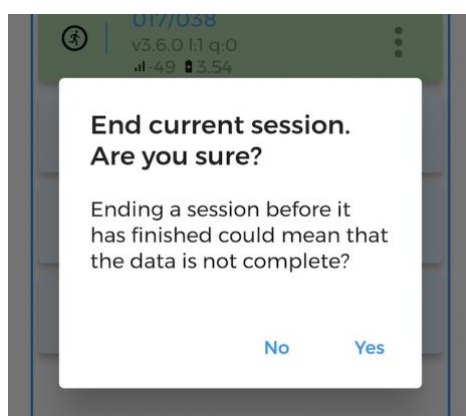 017/038
v3.6.0 l:1 q:0
-49 3.54
End current session.
Are you sure?
Ending a session before it
has finished could mean that
the data is not complete?
No Yes